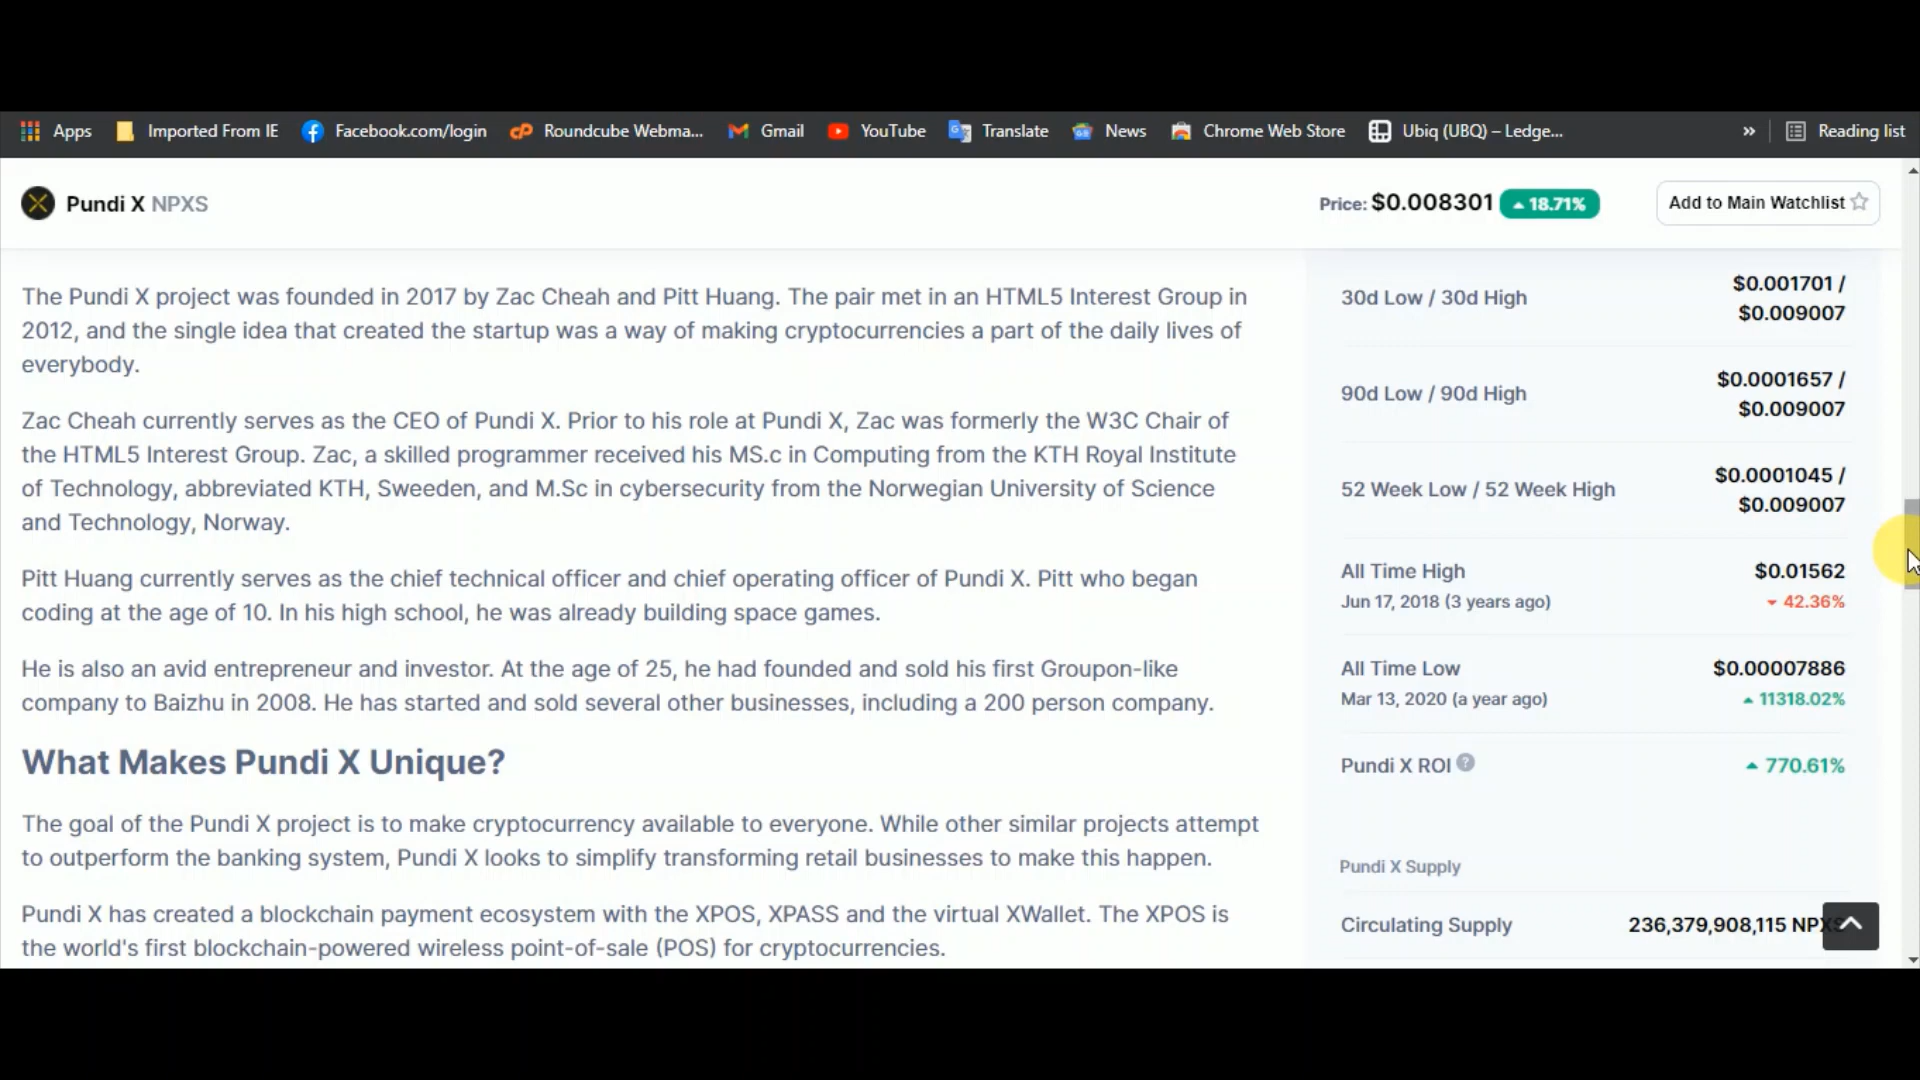 Apps Imported From IE Facebook.com/login Roundcube Webma... Gmail YouTube Translate News Chrome Web Store Ubiq (UBQ) – Ledge... » Reading list
Pundi X NPXS Price: $0.008301 18.71% Add to Main Watchlist
The Pundi X project was founded in 2017 by Zac Cheah and Pitt Huang. The pair met in an HTML5 Interest Group in
2012, and the single idea that created the startup was a way of making cryptocurrencies a part of the daily lives of
everybody.
Zac Cheah currently serves as the CEO of Pundi X. Prior to his role at Pundi X, Zac was formerly the W3C Chair of
the HTML5 Interest Group. Zac, a skilled programmer received his MS.c in Computing from the KTH Royal Institute
of Technology, abbreviated KTH, Sweeden, and M.Sc in cybersecurity from the Norwegian University of Science
and Technology, Norway.
Pitt Huang currently serves as the chief technical officer and chief operating officer of Pundi X. Pitt who began
coding at the age of 10. In his high school, he was already building space games.
He is also an avid entrepreneur and investor. At the age of 25, he had founded and sold his first Groupon-like
company to Baizhu in 2008. He has started and sold several other businesses, including a 200 person company.
What Makes Pundi X Unique?
The goal of the Pundi X project is to make cryptocurrency available to everyone. While other similar projects attempt
to outperform the banking system, Pundi X looks to simplify transforming retail businesses to make this happen.
Pundi X has created a blockchain payment ecosystem with the XPOS, XPASS and the virtual XWallet. The XPOS is
the world's first blockchain-powered wireless point-of-sale (POS) for cryptocurrencies.
30d Low / 30d High $0.001701 /
$0.009007
90d Low / 90d High $0.0001657 /
$0.009007
52 Week Low / 52 Week High $0.0001045 /
$0.009007
All Time High $0.01562
Jun 17, 2018 (3 years ago) 42.36%
All Time Low $0.00007886
Mar 13, 2020 (a year ago) 11318.02%
Pundi X ROI ? 770.61%
Pundi X Supply
Circulating Supply 236,379,908,115 NPXS